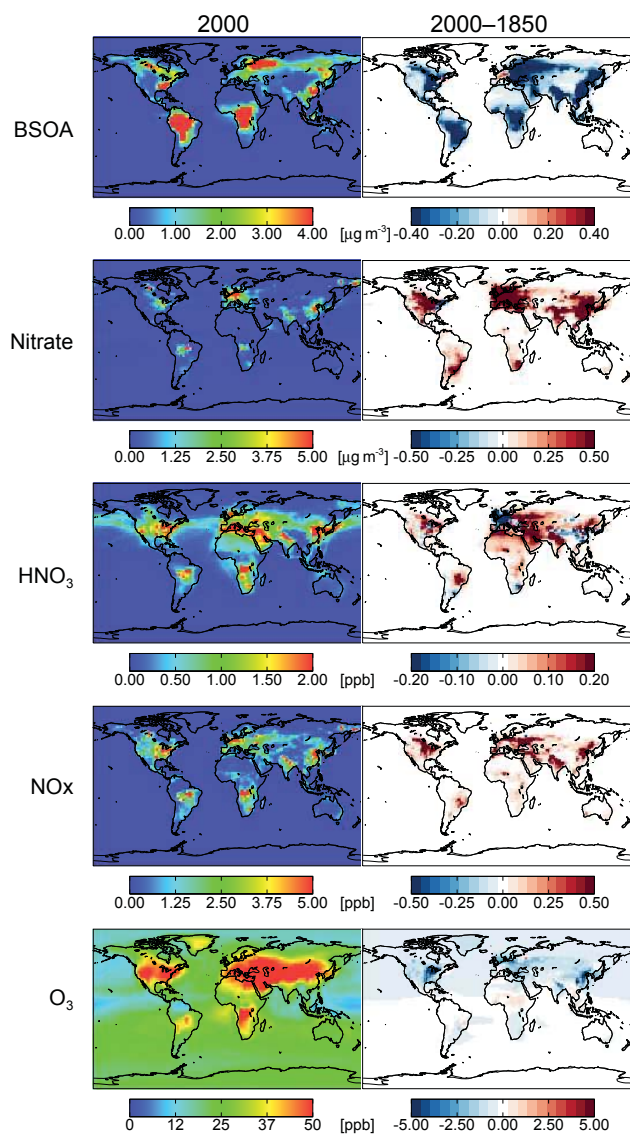 2000 2000–1850
BSOA
0.00 1.00 2.00 3.00 4.00 [µg m⁻³] -0.40 -0.20 0.00 0.20 0.40
Nitrate
0.00 1.25 2.50 3.75 5.00 [µg m⁻³] -0.50 -0.25 0.00 0.25 0.50
HNO₃
0.00 0.50 1.00 1.50 2.00 [ppb] -0.20 -0.10 0.00 0.10 0.20
NOx
0.00 1.25 2.50 3.75 5.00 [ppb] -0.50 -0.25 0.00 0.25 0.50
O₃
0 12 25 37 50 [ppb] -5.00 -2.50 0.00 2.50 5.00